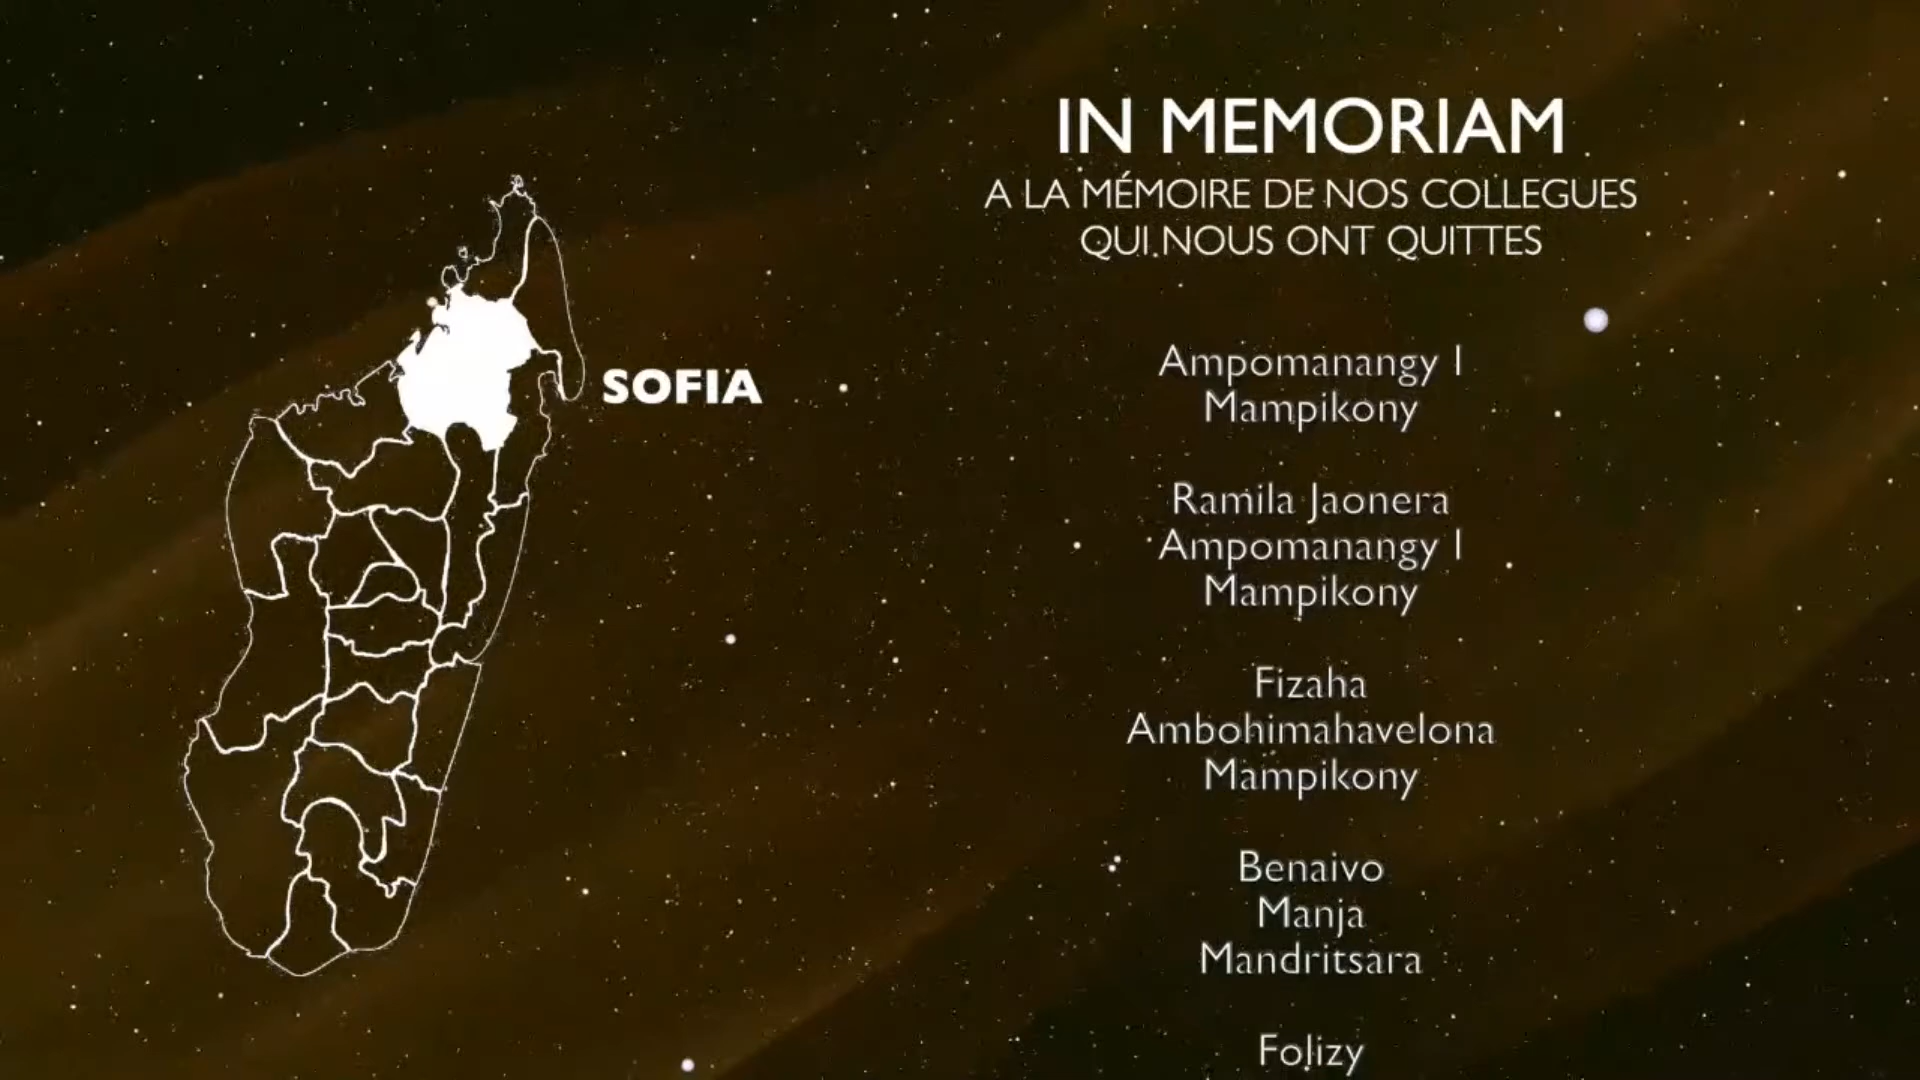 IN MEMORIAM
A LA MÉMOIRE DE NOS COLLEGUES
QUI NOUS ONT QUITTES
SOFIA
Ampomanangy I
Mampikony
Ramila Jaonera
Ampomanangy I
Mampikony
Fizaha
Ambohimahavelona
Mampikony
Benaivo
Manja
Mandritsara
Folizy